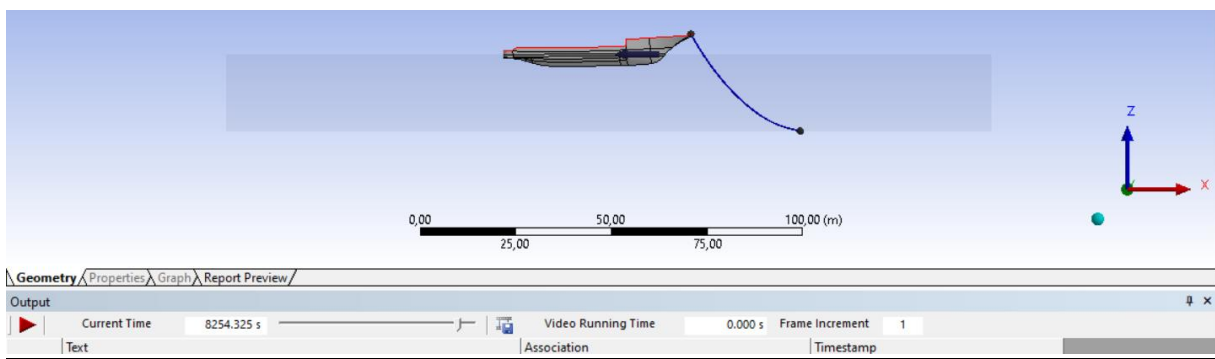 Z
X
0,00 50,00 100,00 (m)
25,00 75,00
Geometry Properties Graph Report Preview
Output
Current Time 8254.325 s Video Running Time 0.000 s Frame Increment 1
Text Association Timestamp